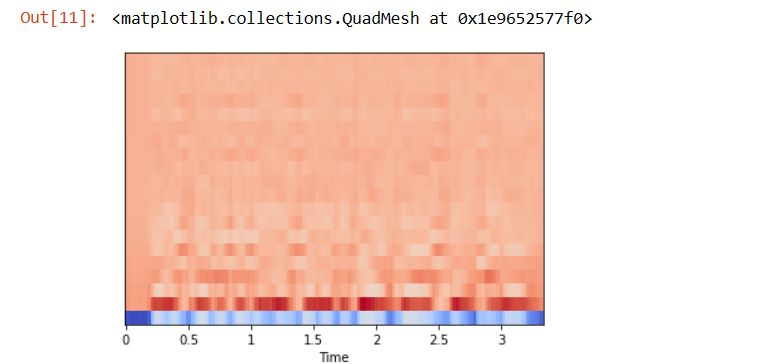 Out[11]: <matplotlib.collections.QuadMesh at 0x1e9652577f0>
0 0.5 1 1.5 2 2.5 3
Time